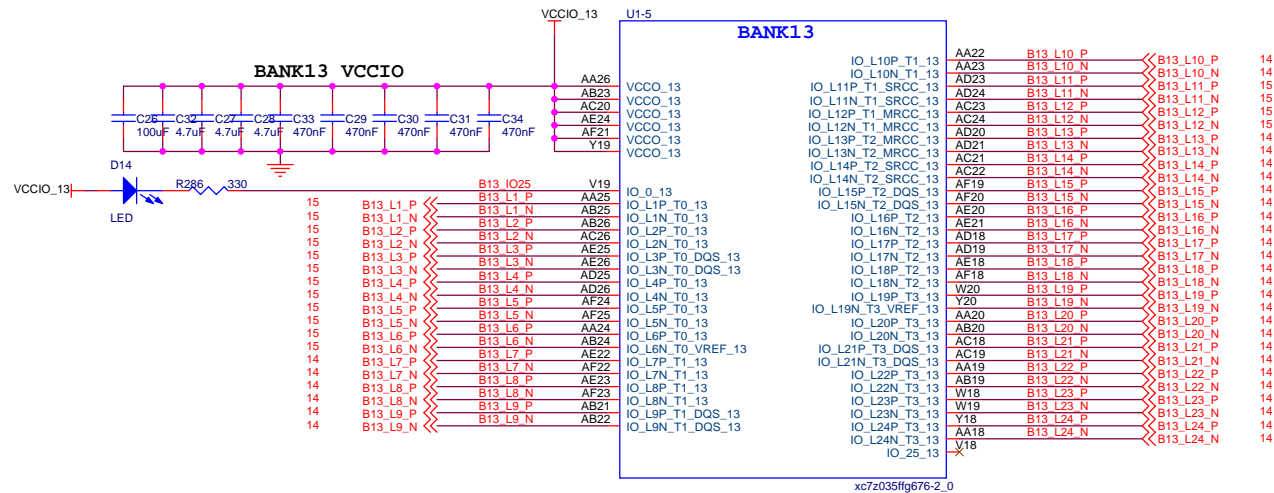 VCCIO_13
U1-5
BANK13
BANK13 VCCIO
C26 100uF
C32 4.7uF
C27 4.7uF
C28 4.7uF
C33 470nF
C29 470nF
C30 470nF
C31 470nF
C34 470nF
AA26 VCCO_13
AB23 VCCO_13
AC20 VCCO_13
AE24 VCCO_13
AF21 VCCO_13
Y19 VCCO_13
D14
VCCIO_13
LED
R286 330
B13_IO25 V19 IO_0_13
15 B13_L1_P B13_L1_P AA25 IO_L1P_T0_13
15 B13_L1_N B13_L1_N AB25 IO_L1N_T0_13
15 B13_L2_P B13_L2_P AB26 IO_L2P_T0_13
15 B13_L2_N B13_L2_N AC26 IO_L2N_T0_13
15 B13_L3_P B13_L3_P AE25 IO_L3P_T0_DQS_13
15 B13_L3_N B13_L3_N AE26 IO_L3N_T0_DQS_13
15 B13_L4_P B13_L4_P AD25 IO_L4P_T0_13
15 B13_L4_N B13_L4_N AD26 IO_L4N_T0_13
15 B13_L5_P B13_L5_P AF24 IO_L5P_T0_13
15 B13_L5_N B13_L5_N AF25 IO_L5N_T0_13
15 B13_L6_P B13_L6_P AA24 IO_L6P_T0_13
15 B13_L6_N B13_L6_N AB24 IO_L6N_T0_VREF_13
14 B13_L7_P B13_L7_P AE22 IO_L7P_T1_13
14 B13_L7_N B13_L7_N AF22 IO_L7N_T1_13
14 B13_L8_P B13_L8_P AE23 IO_L8P_T1_13
14 B13_L8_N B13_L8_N AF23 IO_L8N_T1_13
14 B13_L9_P B13_L9_P AB21 IO_L9P_T1_DQS_13
14 B13_L9_N B13_L9_N AB22 IO_L9N_T1_DQS_13
IO_L10P_T1_13 AA22 B13_L10_P B13_L10_P 14
IO_L10N_T1_13 AA23 B13_L10_N B13_L10_N 14
IO_L11P_T1_SRCC_13 AD23 B13_L11_P B13_L11_P 15
IO_L11N_T1_SRCC_13 AD24 B13_L11_N B13_L11_N 15
IO_L12P_T1_MRCC_13 AC23 B13_L12_P B13_L12_P 15
IO_L12N_T1_MRCC_13 AC24 B13_L12_N B13_L12_N 15
IO_L13P_T2_MRCC_13 AD20 B13_L13_P B13_L13_P 14
IO_L13N_T2_MRCC_13 AD21 B13_L13_N B13_L13_N 14
IO_L14P_T2_SRCC_13 AC21 B13_L14_P B13_L14_P 14
IO_L14N_T2_SRCC_13 AC22 B13_L14_N B13_L14_N 14
IO_L15P_T2_DQS_13 AF19 B13_L15_P B13_L15_P 14
IO_L15N_T2_DQS_13 AF20 B13_L15_N B13_L15_N 14
IO_L16P_T2_13 AE20 B13_L16_P B13_L16_P 14
IO_L16N_T2_13 AE21 B13_L16_N B13_L16_N 14
IO_L17P_T2_13 AD18 B13_L17_P B13_L17_P 14
IO_L17N_T2_13 AD19 B13_L17_N B13_L17_N 14
IO_L18P_T2_13 AE18 B13_L18_P B13_L18_P 14
IO_L18N_T2_13 AF18 B13_L18_N B13_L18_N 14
IO_L19P_T3_13 W20 B13_L19_P B13_L19_P 14
IO_L19N_T3_VREF_13 Y20 B13_L19_N B13_L19_N 14
IO_L20P_T3_13 AA20 B13_L20_P B13_L20_P 14
IO_L20N_T3_13 AB20 B13_L20_N B13_L20_N 14
IO_L21P_T3_DQS_13 AC18 B13_L21_P B13_L21_P 14
IO_L21N_T3_DQS_13 AC19 B13_L21_N B13_L21_N 14
IO_L22P_T3_13 AA19 B13_L22_P B13_L22_P 14
IO_L22N_T3_13 AB19 B13_L22_N B13_L22_N 14
IO_L23P_T3_13 W18 B13_L23_P B13_L23_P 14
IO_L23N_T3_13 W19 B13_L23_N B13_L23_N 14
IO_L24P_T3_13 Y18 B13_L24_P B13_L24_P 14
IO_L24N_T3_13 AA18 B13_L24_N B13_L24_N 14
IO_25_13 V18
xc7z035ffg676-2_0